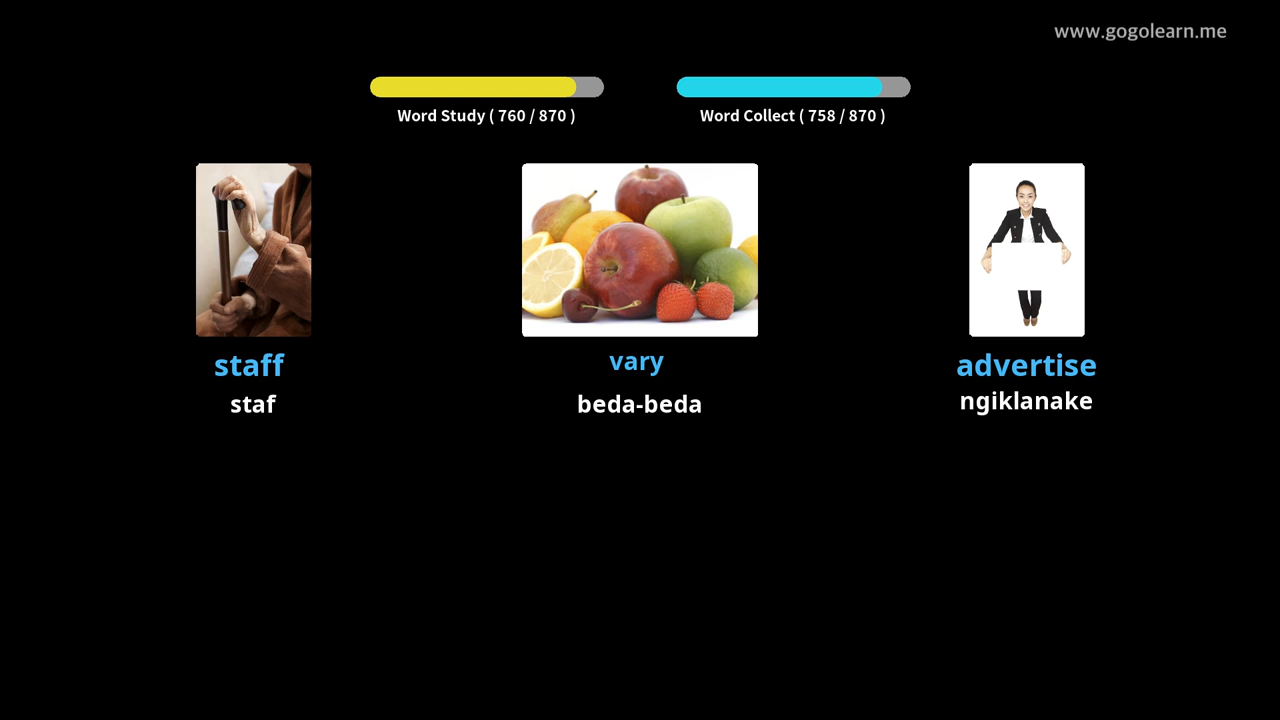 www.gogolearn.me
Word Study ( 760 / 870 )
Word Collect ( 758 / 870 )
staff
vary
advertise
staf
beda-beda
ngiklanake